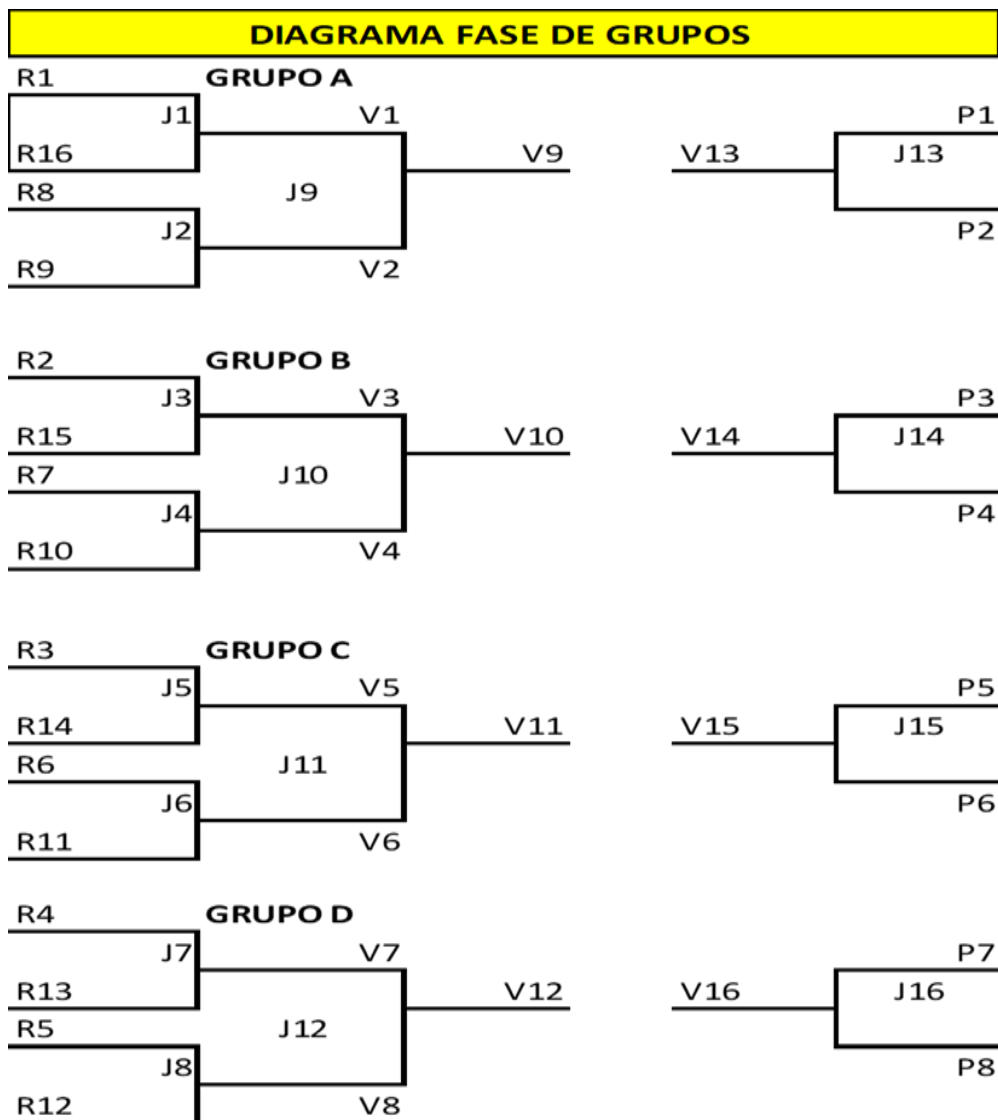 DIAGRAMA FASE DE GRUPOS
R1 GRUPO A
J1 V1 P1
R16 V9 V13 J13
R8 J9
J2 P2
R9 V2
R2 GRUPO B
J3 V3 P3
R15 V10 V14 J14
R7 J10
J4 P4
R10 V4
R3 GRUPO C
J5 V5 P5
R14 V11 V15 J15
R6 J11
J6 P6
R11 V6
R4 GRUPO D
J7 V7 P7
R13 V12 V16 J16
R5 J12
J8 P8
R12 V8